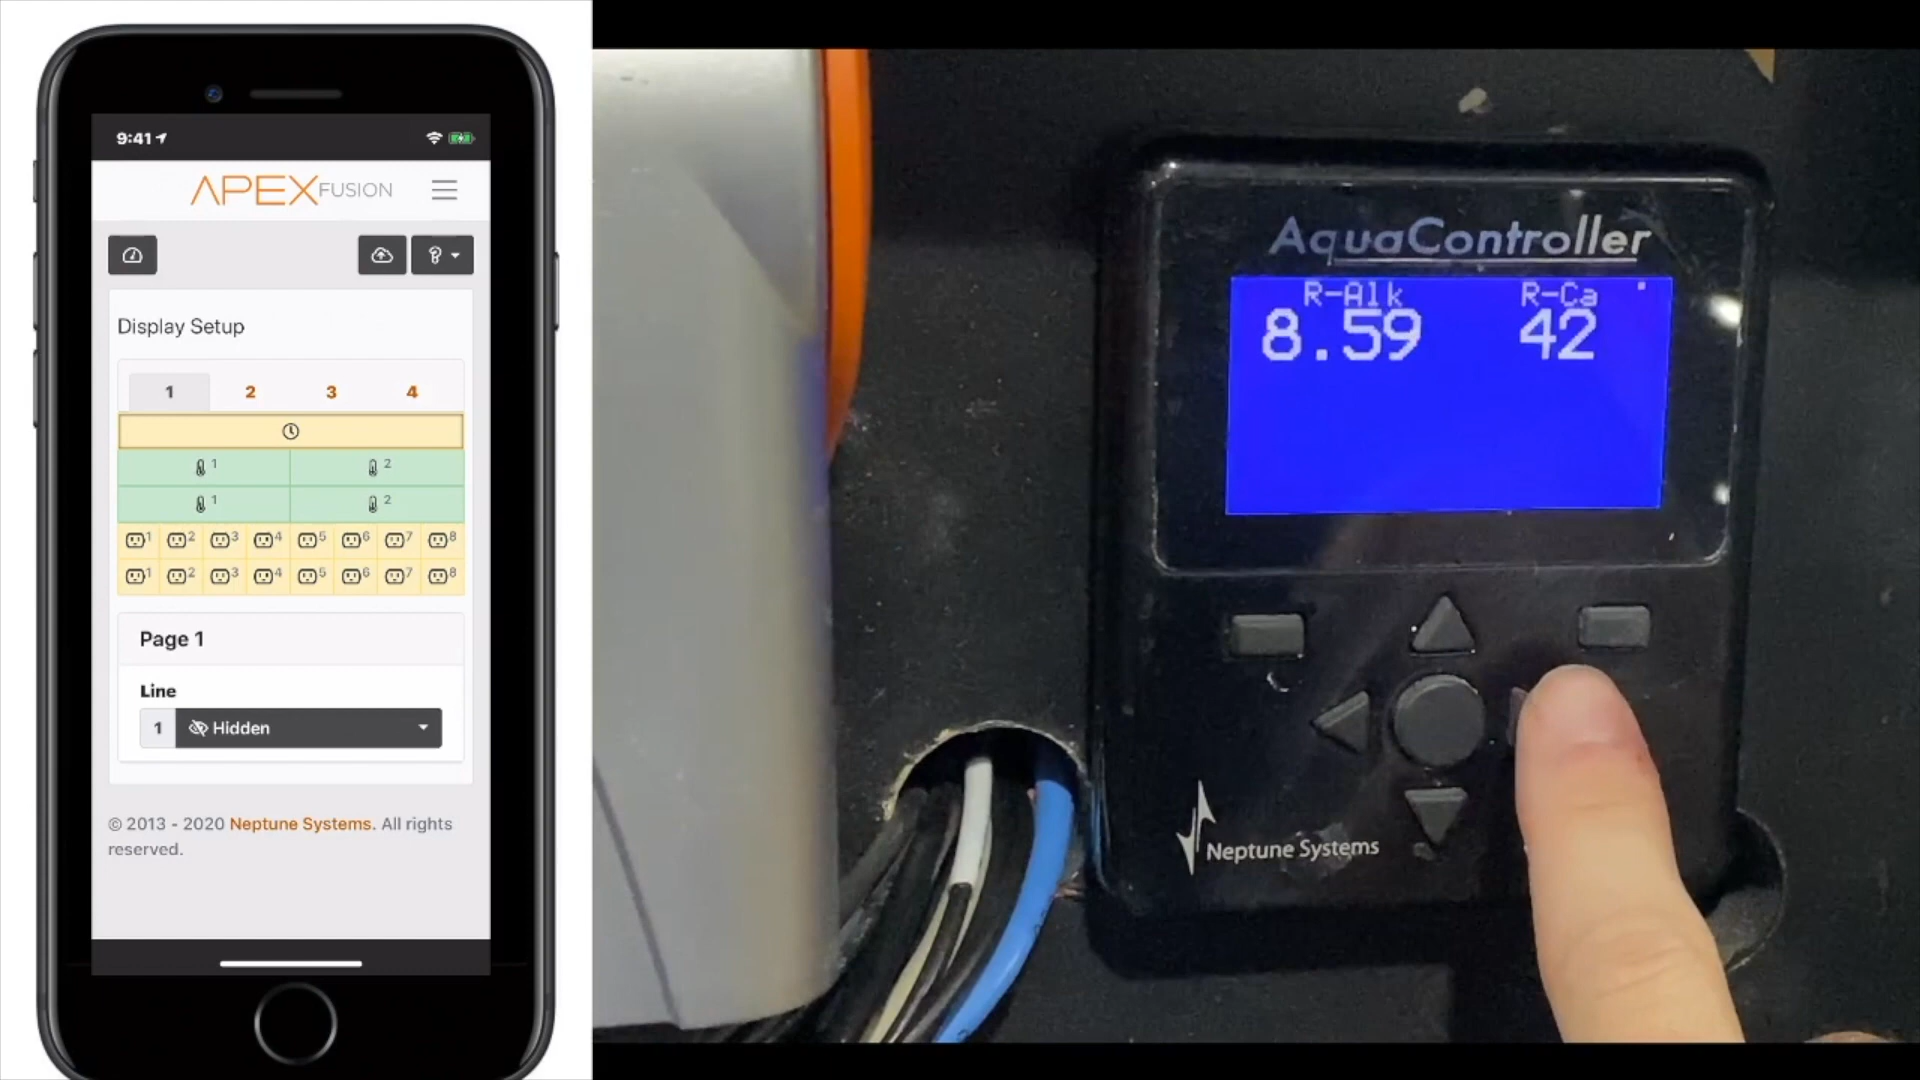 9:41
APEX FUSION
Display Setup
1 2 3 4
1 2
1 2
1 2 3 4 5 6 7 8
1 2 3 4 5 6 7 8
Page 1
Line
1 Hidden
© 2013 - 2020 Neptune Systems. All rights
reserved.
AquaController
R-Alk R-Ca
8.59 42
Neptune Systems